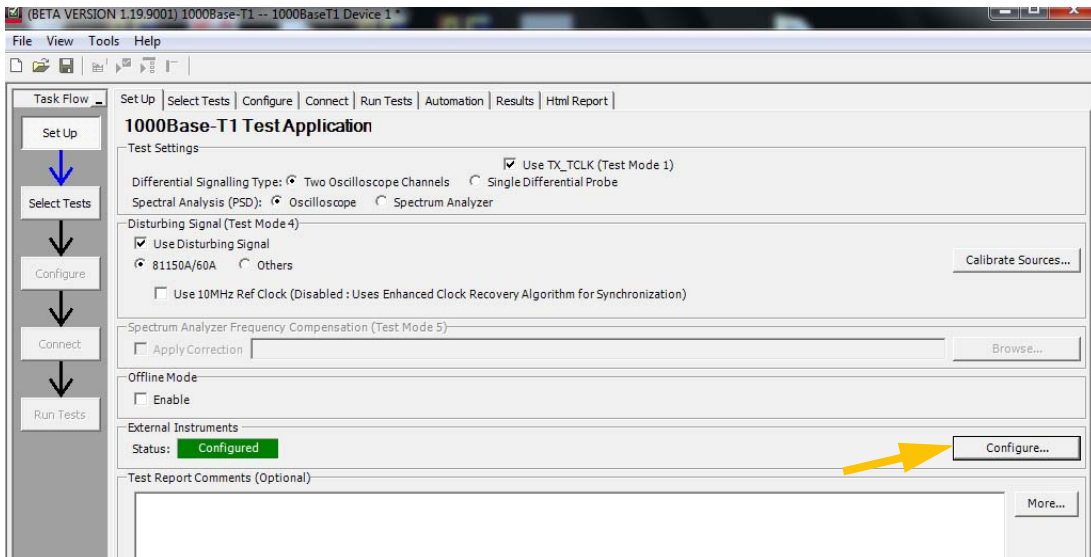 (BETA VERSION 1.19.9001) 1000Base-T1 -- 1000BaseT1 Device 1 *
File View Tools Help
Task Flow
Set Up
Select Tests
Configure
Connect
Run Tests
Set Up Select Tests Configure Connect Run Tests Automation Results Html Report
1000Base-T1 Test Application
Test Settings
Use TX_TCLK (Test Mode 1)
Differential Signalling Type: Two Oscilloscope Channels Single Differential Probe
Spectral Analysis (PSD): Oscilloscope Spectrum Analyzer
Disturbing Signal (Test Mode 4)
Use Disturbing Signal
81150A/60A Others
Calibrate Sources...
Use 10MHz Ref Clock (Disabled : Uses Enhanced Clock Recovery Algorithm for Synchronization)
Spectrum Analyzer Frequency Compensation (Test Mode 5)
Apply Correction Browse...
Offline Mode
Enable
External Instruments
Status: Configured Configure...
Test Report Comments (Optional)
More...